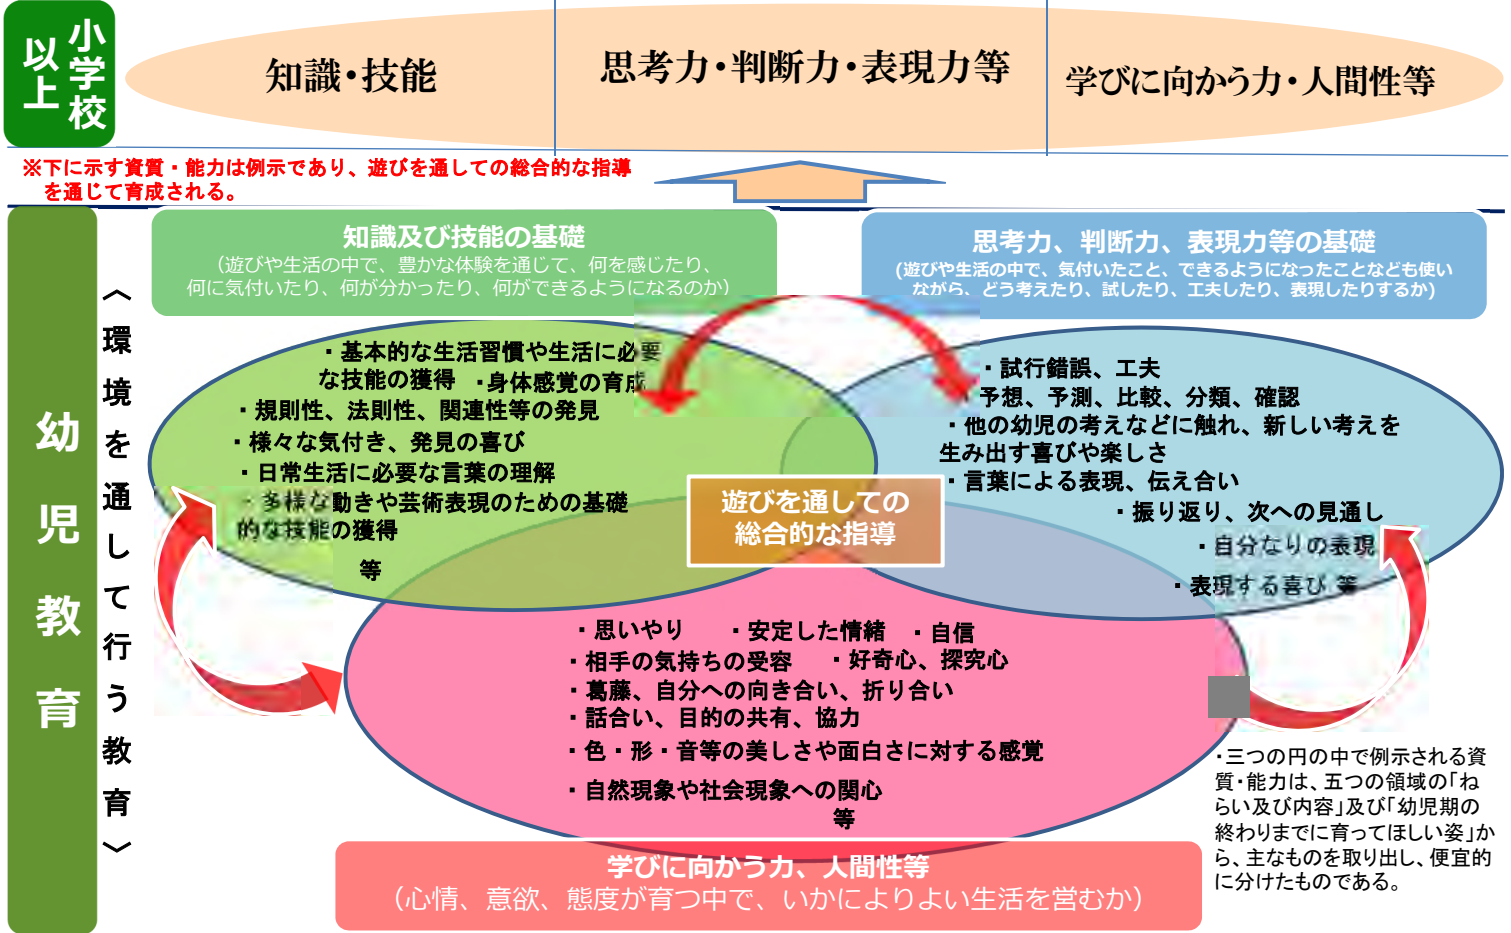 小学校
以上
知識・技能
思考力・判断力・表現力等
学びに向かう力・人間性等
※下に示す資質・能力は例示であり、遊びを通しての総合的な指導
を通じて育成される。
幼児教育
〈環境を通して行う教育〉
知識及び技能の基礎
（遊びや生活の中で、豊かな体験を通じて、何を感じたり、
何に気付いたり、何が分かったり、何ができるようになるのか）
思考力、判断力、表現力等の基礎
(遊びや生活の中で、気付いたこと、できるようになったことなども使い
ながら、どう考えたり、試したり、工夫したり、表現したりするか)
・基本的な生活習慣や生活に必要
な技能の獲得　・身体感覚の育成
・規則性、法則性、関連性等の発見
・様々な気付き、発見の喜び
・日常生活に必要な言葉の理解
・多様な動きや芸術表現のための基礎
的な技能の獲得
等
・試行錯誤、工夫
・予想、予測、比較、分類、確認
・他の幼児の考えなどに触れ、新しい考えを
生み出す喜びや楽しさ
・言葉による表現、伝え合い
・振り返り、次への見通し
・自分なりの表現
・表現する喜び 等
遊びを通しての
総合的な指導
・思いやり　・安定した情緒　・自信
・相手の気持ちの受容　・好奇心、探究心
・葛藤、自分への向き合い、折り合い
・話合い、目的の共有、協力
・色・形・音等の美しさや面白さに対する感覚
・自然現象や社会現象への関心
等
学びに向かう力、人間性等
（心情、意欲、態度が育つ中で、いかによりよい生活を営むか）
・三つの円の中で例示される資
質・能力は、五つの領域の「ね
らい及び内容」及び「幼児期の
終わりまでに育ってほしい姿」か
ら、主なものを取り出し、便宜的
に分けたものである。